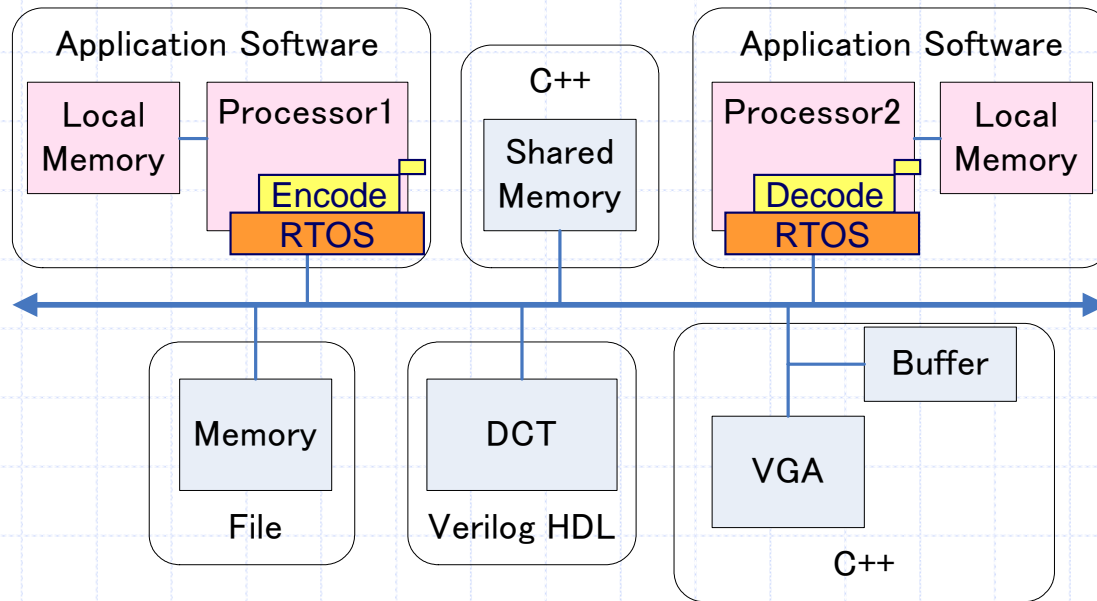 Application Software
Local
Memory
Processor1
Encode
RTOS
C++
Shared
Memory
Application Software
Processor2
Decode
RTOS
Local
Memory
Memory
File
DCT
Verilog HDL
Buffer
VGA
C++